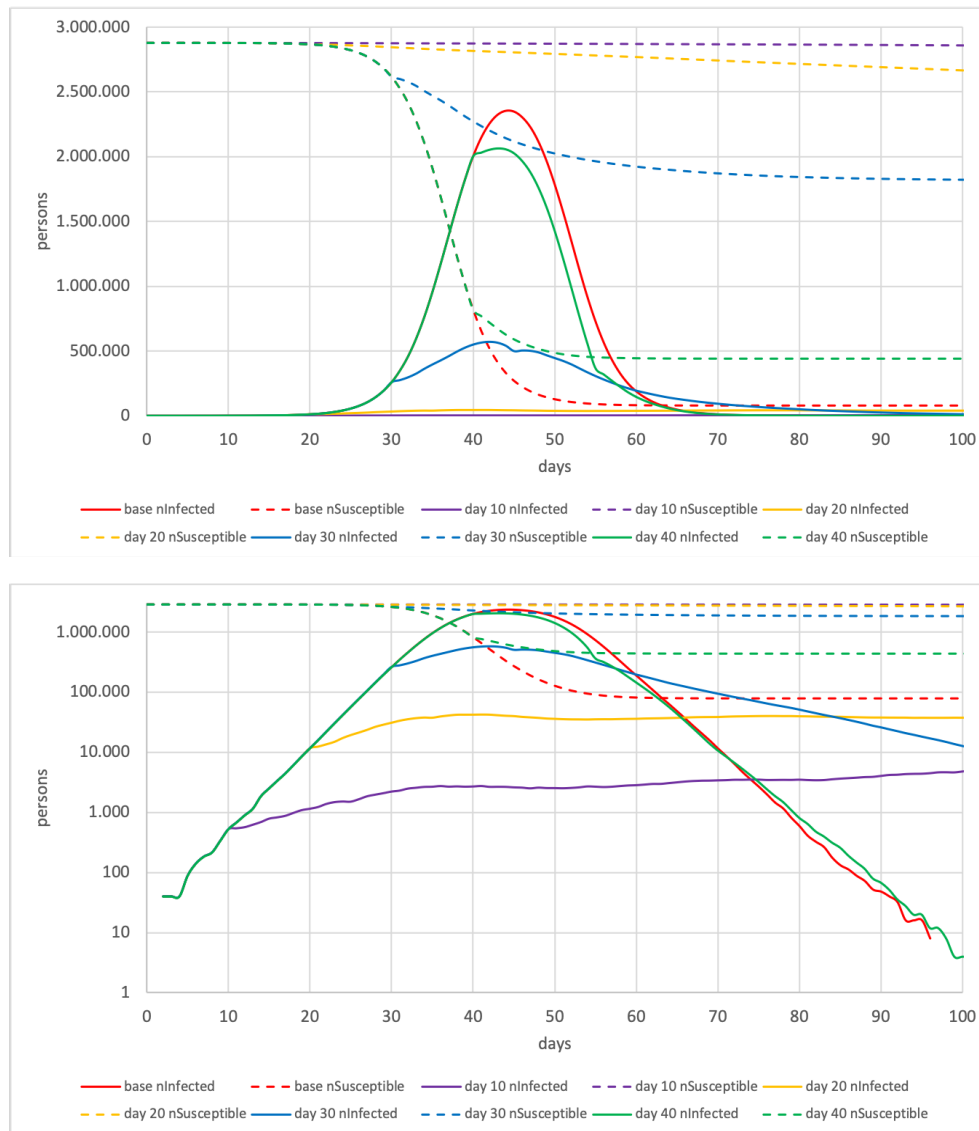 3.000.000
2.500.000
2.000.000
1.500.000
1.000.000
500.000
0
persons
0 10 20 30 40 50 60 70 80 90 100
days
base nInfected base nSusceptible day 10 nInfected day 10 nSusceptible day 20 nInfected
day 20 nSusceptible day 30 nInfected day 30 nSusceptible day 40 nInfected day 40 nSusceptible
1.000.000
100.000
10.000
1.000
100
10
1
persons
0 10 20 30 40 50 60 70 80 90 100
days
base nInfected base nSusceptible day 10 nInfected day 10 nSusceptible day 20 nInfected
day 20 nSusceptible day 30 nInfected day 30 nSusceptible day 40 nInfected day 40 nSusceptible